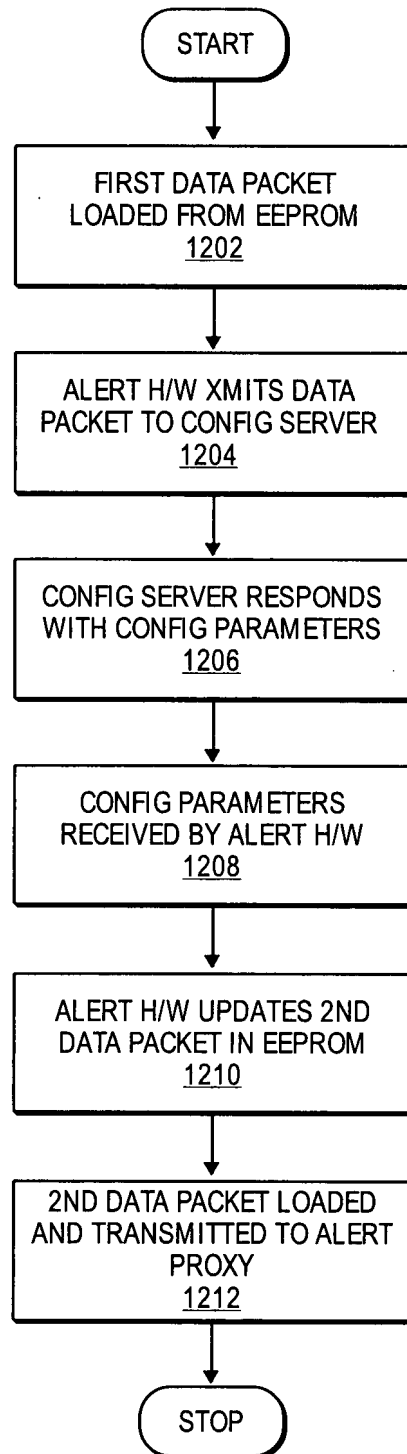 START
FIRST DATA PACKET
LOADED FROM EEPROM
1202
ALERT H/W XMITS DATA
PACKET TO CONFIG SERVER
1204
CONFIG SERVER RESPONDS
WITH CONFIG PARAMETERS
1206
CONFIG PARAMETERS
RECEIVED BY ALERT H/W
1208
ALERT H/W UPDATES 2ND
DATA PACKET IN EEPROM
1210
2ND DATA PACKET LOADED
AND TRANSMITTED TO ALERT
PROXY
1212
STOP